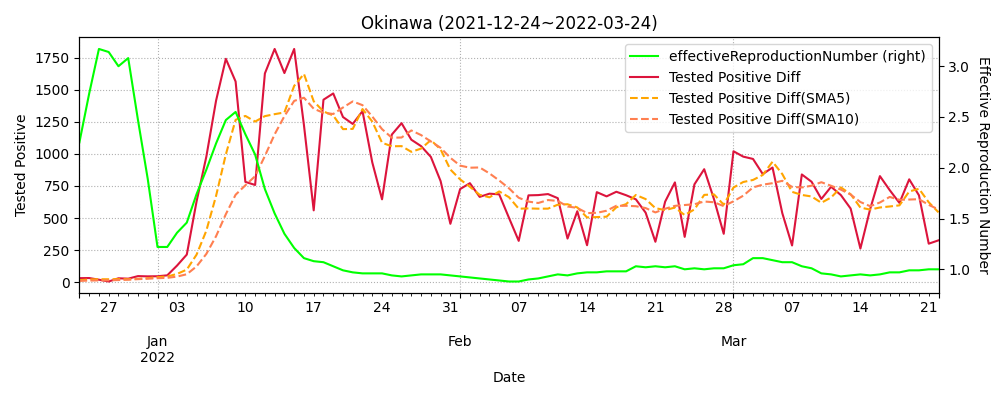 Okinawa (2021-12-24~2022-03-24)
effectiveReproductionNumber (right)
Tested Positive Diff
Tested Positive Diff(SMA5)
Tested Positive Diff(SMA10)
Tested Positive
1750
1500
1250
1000
750
500
250
0
3.0
2.5
2.0
1.5
1.0
Effective Reproduction Number
27 03 10 17 24 31 07 14 21 28 07 14 21
Jan Feb Mar
2022
Date